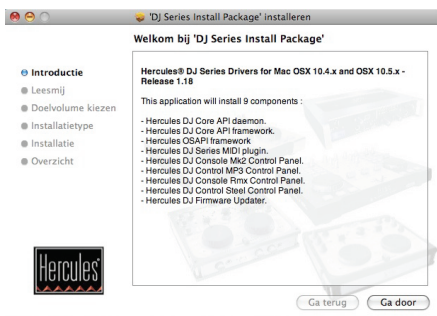 'DJ Series Install Package' installeren
Welkom bij 'DJ Series Install Package'
Introductie
Leesmij
Doelvolume kiezen
Installatietype
Installatie
Overzicht
Hercules® DJ Series Drivers for Mac OSX 10.4.x and OSX 10.5.x -
Release 1.18
This application will install 9 components :
- Hercules DJ Core API daemon.
- Hercules DJ Core API framework.
- Hercules OSAPI framework
- Hercules DJ Series MIDI plugin.
- Hercules DJ Console Mk2 Control Panel.
- Hercules DJ Control MP3 Control Panel.
- Hercules DJ Console Rmx Control Panel.
- Hercules DJ Control Steel Control Panel.
- Hercules DJ Firmware Updater.
Hercules
Ga terug
Ga door